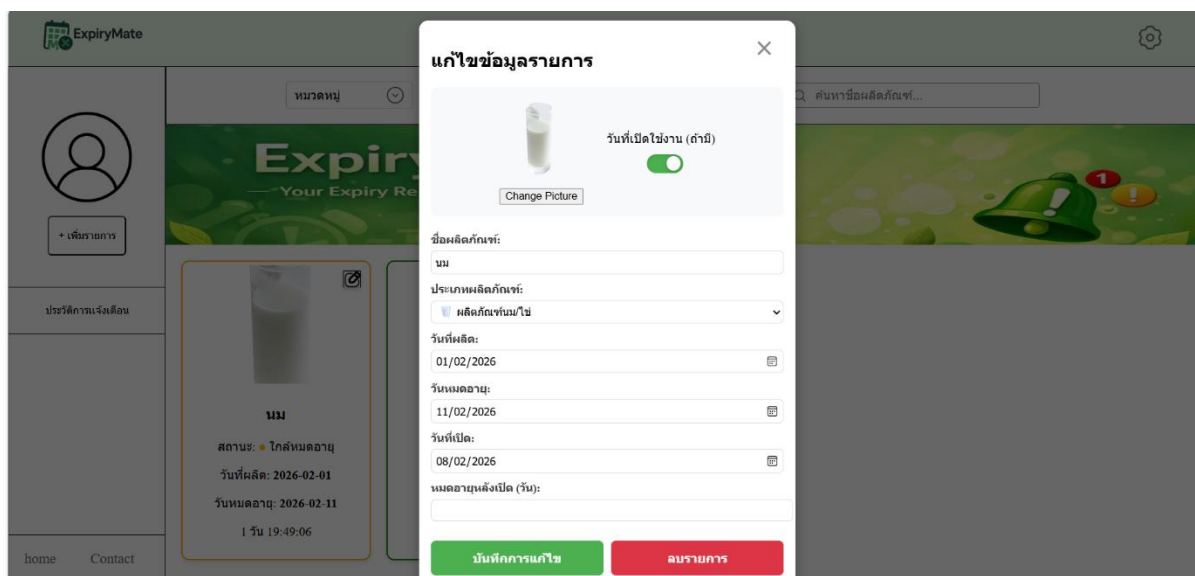 ExpiryMate
แก้ไขข้อมูลรายการ
หมวดหมู่
ค้นหาชื่อผลิตภัณฑ์...
วันที่เปิดใช้งาน (ถ้ามี)
Change Picture
Expiry
Your Expiry Re
1
+ เพิ่มรายการ
ประวัติการแจ้งเตือน
ชื่อผลิตภัณฑ์:
นม
ประเภทผลิตภัณฑ์:
ผลิตภัณฑ์นม/ไข่
วันที่ผลิต:
01/02/2026
วันหมดอายุ:
11/02/2026
วันที่เปิด:
08/02/2026
หมดอายุหลังเปิด (วัน):
บันทึกการแก้ไข
ลบรายการ
นม
สถานะ: ใกล้หมดอายุ
วันที่ผลิต: 2026-02-01
วันหมดอายุ: 2026-02-11
1 วัน 19:49:06
home Contact